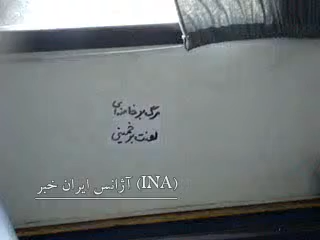 مرگ بر خامنه‌ای
لعنت بر خمینی
(INA) آژانس ایران خبر